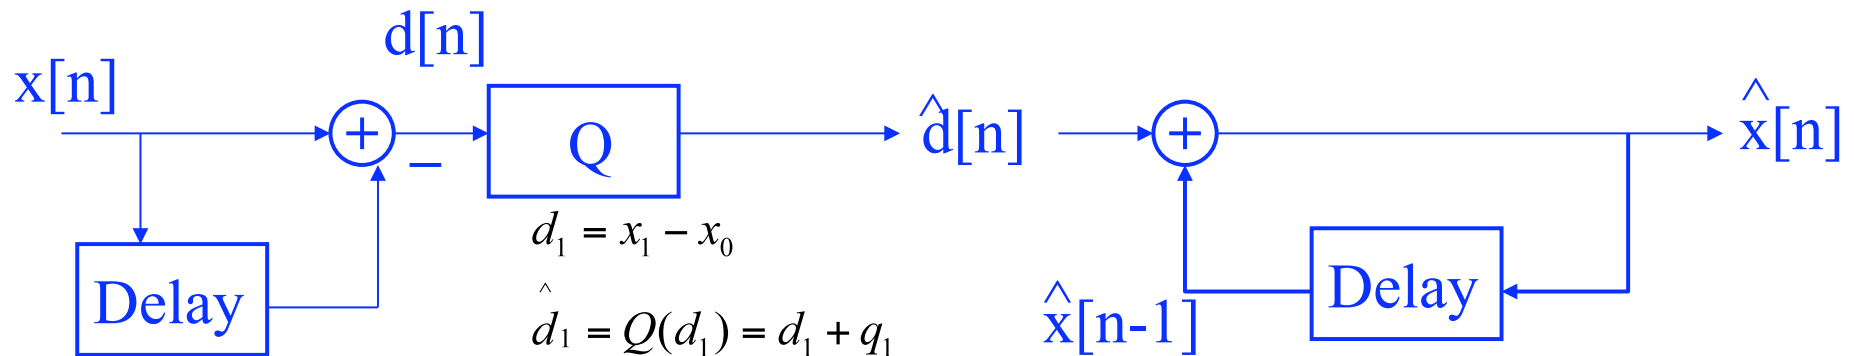 d[n]
x[n]
+
−
Q
d̂[n]
+
x̂[n]
d₁ = x₁ − x₀
Delay
Delay
x̂[n-1]
d̂₁ = Q(d₁) = d₁ + q₁